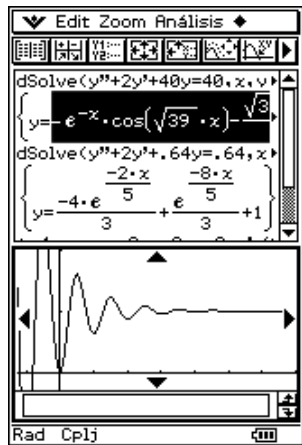 Edit Zoom Análisis
dSolve(y''+2y'+40y=40,x,y
{y=-e^-x·cos(√39·x)-√3
dSolve(y''+2y'+.64y=.64,x
{y=-4·e^(-2·x/5)/3+e^(-8·x/5)/3+1}
Rad Cplj